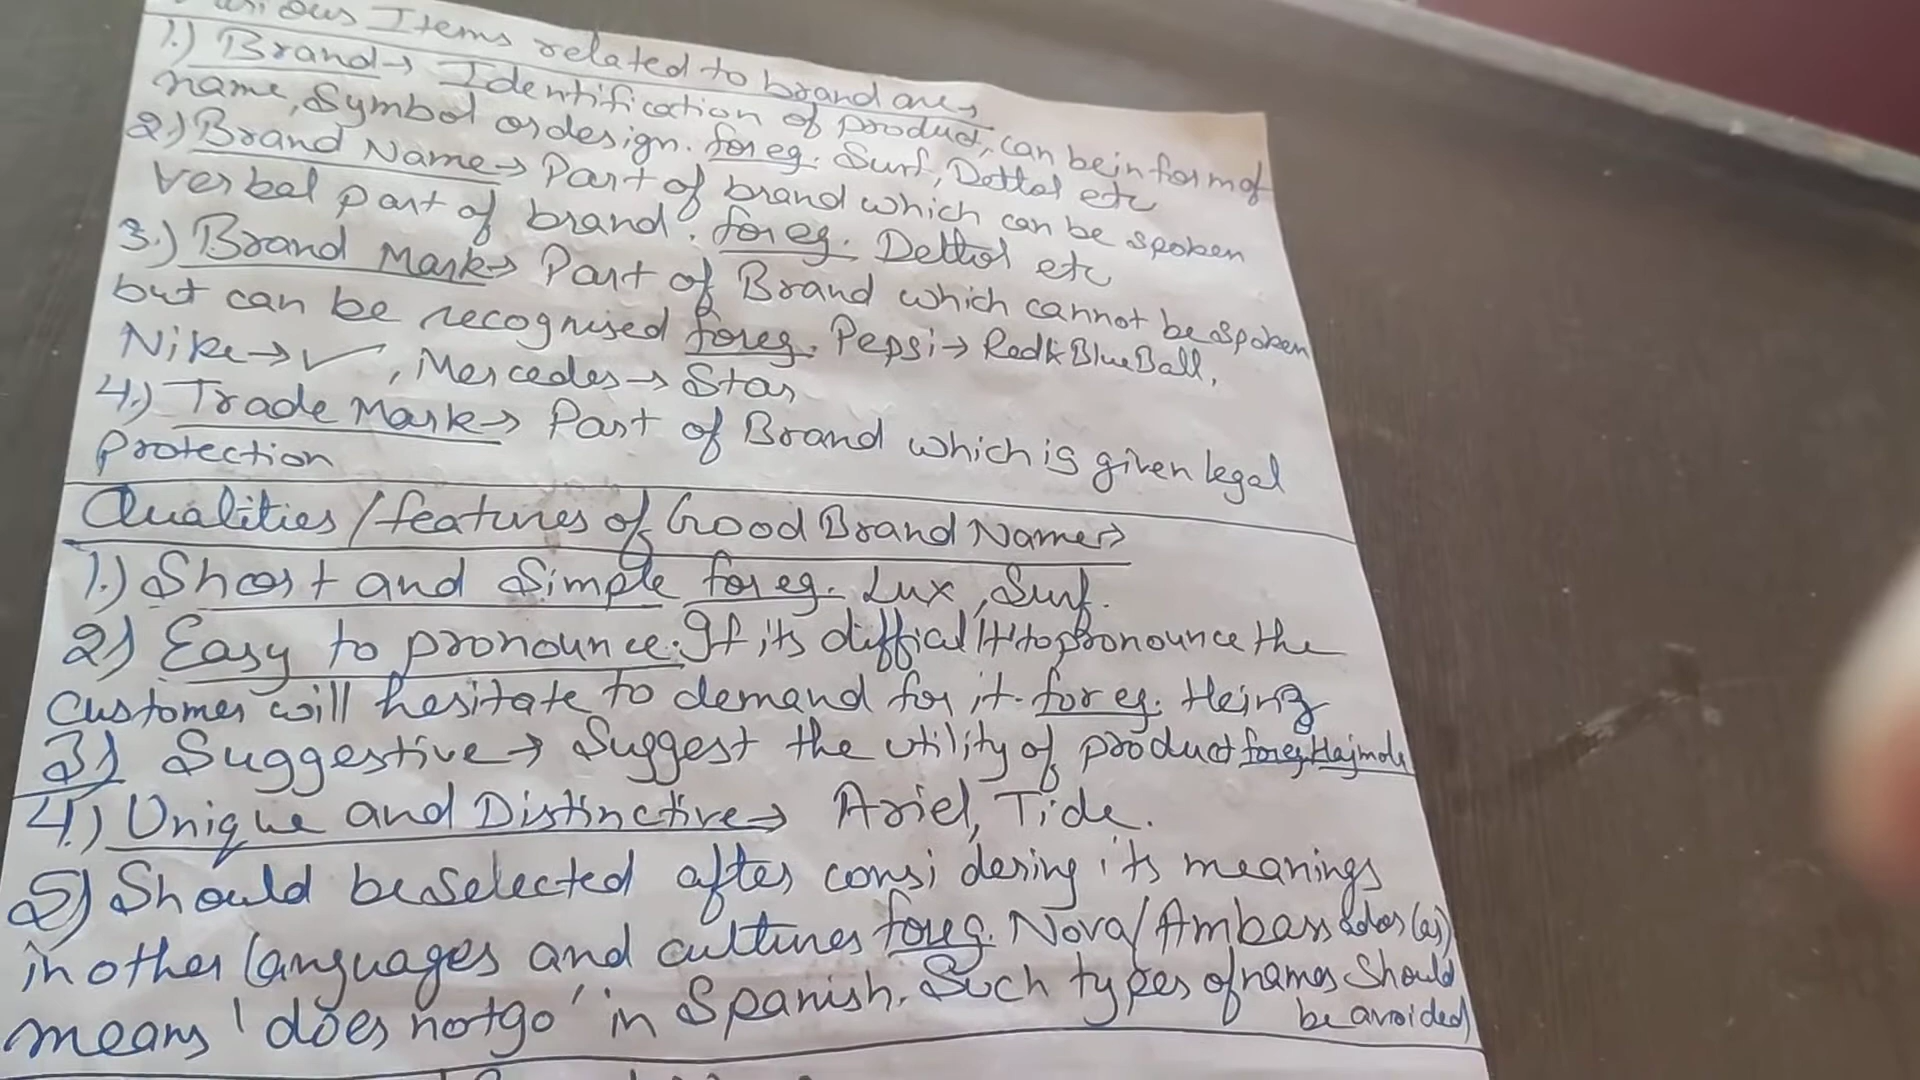 Items related to brand are→
1.) Brand→ Identification of product, can be in form of
name, Symbol or design. for eg. Surf, Dettol etc
2.) Brand Name→ Part of brand which can be spoken
Verbal part of brand. for eg. Dettol etc
3.) Brand Mark→ Part of Brand which cannot be spoken
but can be recognised for eg. Pepsi→ Red & Blue Ball,
Nike→ ✓, Mercedes→ Star
4.) Trade Mark→ Part of Brand which is given legal
Protection
Qualities/features of Good Brand Name→
1.) Short and Simple for eg. Lux, Surf.
2) Easy to pronounce. If its difficult to pronounce the
Customer will hesitate to demand for it. for eg. Heinz
3) Suggestive→ Suggest the utility of product for eg Hajmola
4.) Unique and Distinctive→ Ariel, Tide.
5) Should be selected after considering its meanings
in other languages and cultures for eg. Nova/Ambassador (as)
means 'does not go' in Spanish. Such types of names should
be avoided